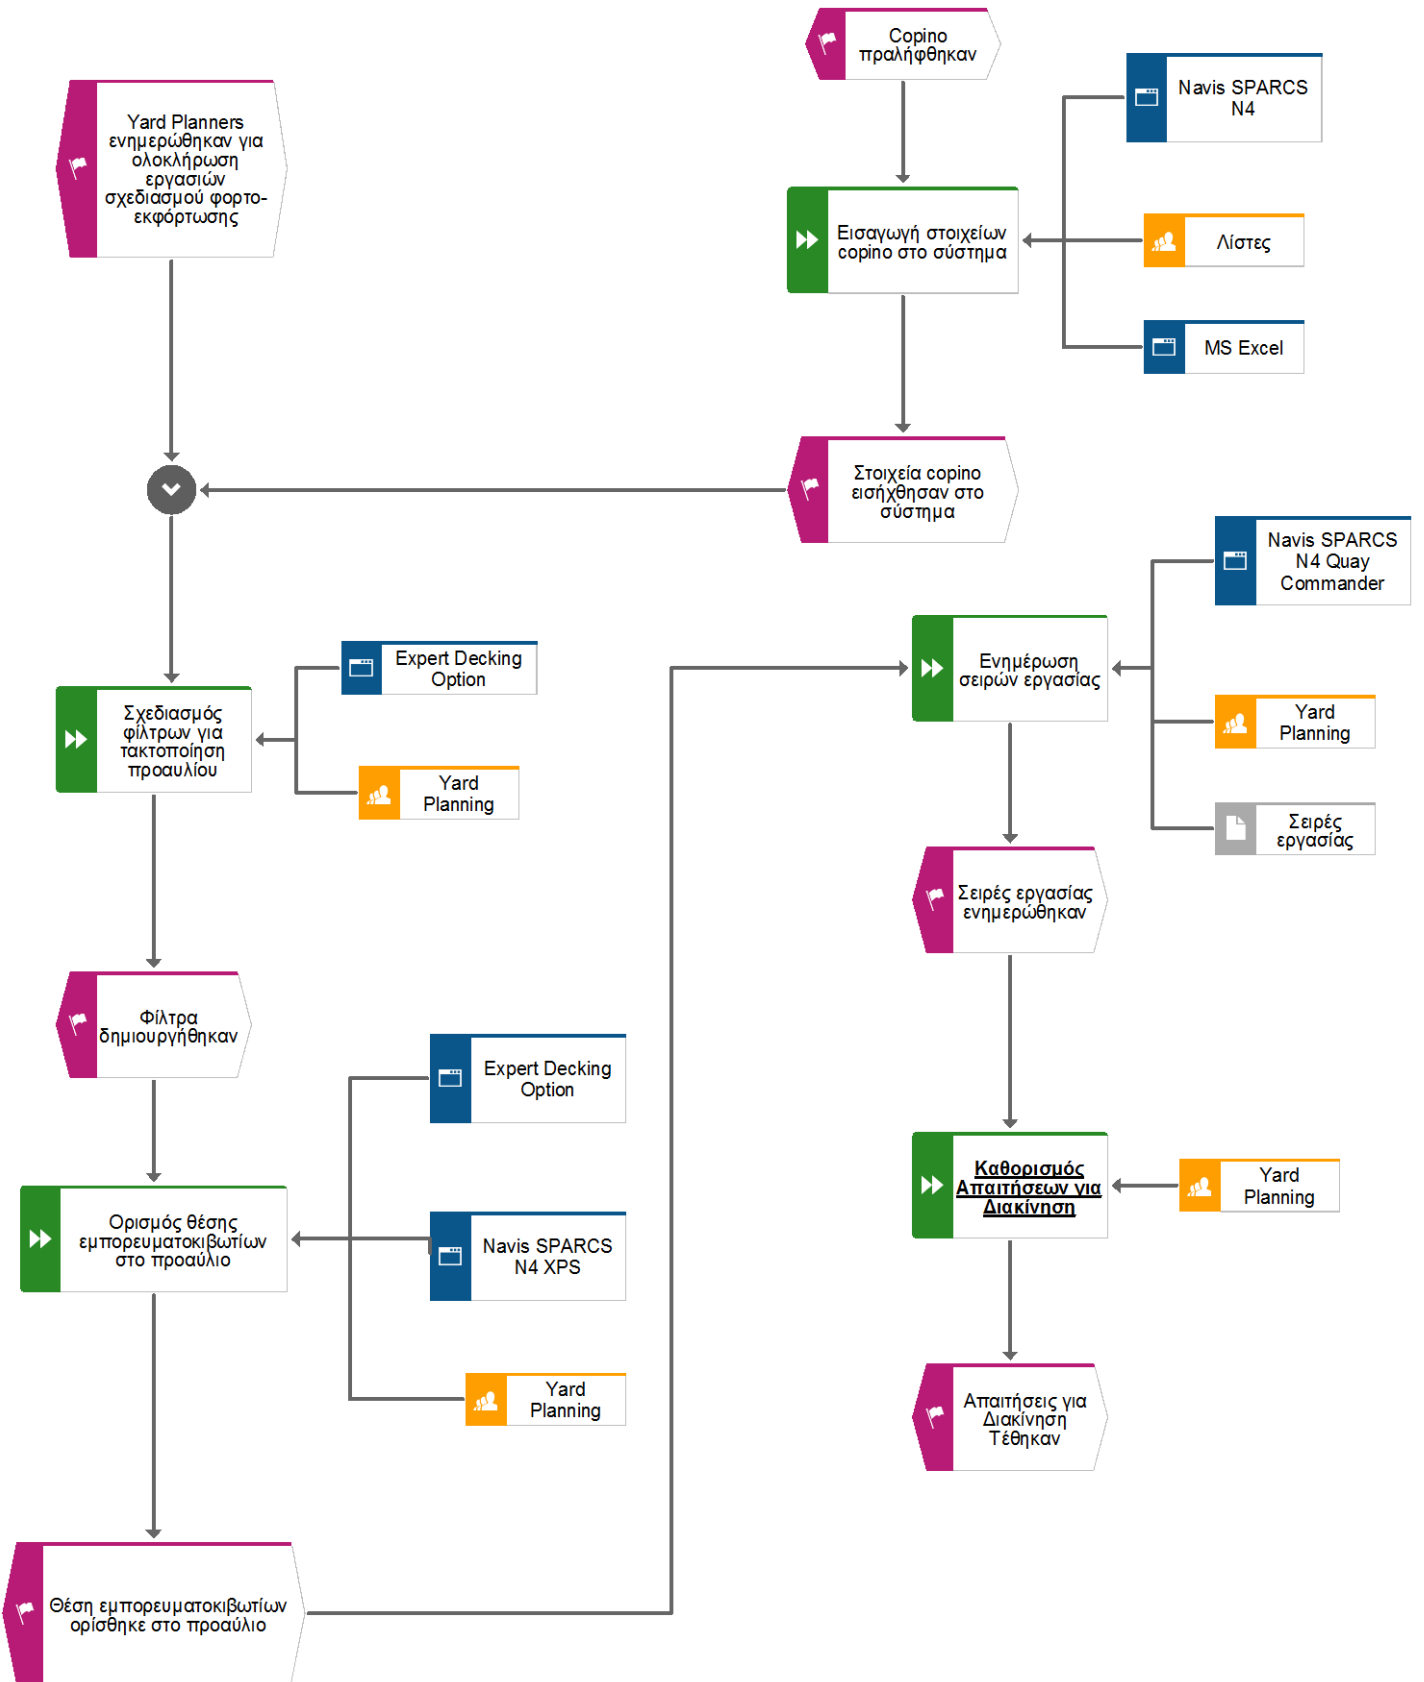 Copino
πραλήφθηκαν
Navis SPARCS
N4
Yard Planners
ενημερώθηκαν για
ολοκλήρωση
εργασιών
σχεδιασμού φορτο-
εκφόρτωσης
Εισαγωγή στοιχείων
copino στο σύστημα
Λίστες
MS Excel
Στοιχεία copino
εισήχθησαν στο
σύστημα
Navis SPARCS
N4 Quay
Commander
Expert Decking
Option
Ενημέρωση
σειρών εργασίας
Σχεδιασμός
φίλτρων για
τακτοποίηση
προαυλίου
Yard
Planning
Yard
Planning
Σειρές
εργασίας
Σειρές εργασίας
ενημερώθηκαν
Φίλτρα
δημιουργήθηκαν
Expert Decking
Option
Καθορισμός
Απαιτήσεων για
Διακίνηση
Yard
Planning
Ορισμός θέσης
εμπορευματοκιβωτίων
στο προαύλιο
Navis SPARCS
N4 XPS
Yard
Planning
Απαιτήσεις για
Διακίνηση
Τέθηκαν
Θέση εμπορευματοκιβωτίων
ορίσθηκε στο προαύλιο